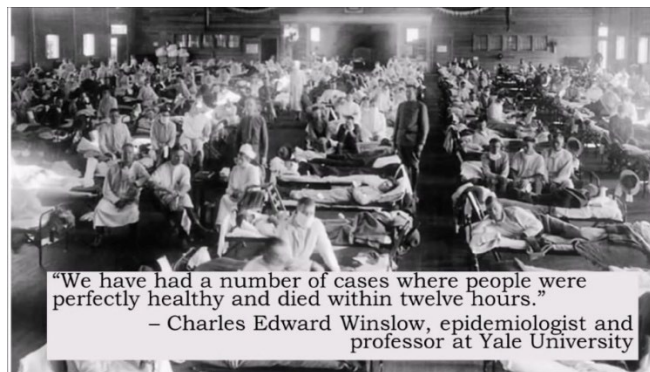 “We have had a number of cases where people were
perfectly healthy and died within twelve hours.”
– Charles Edward Winslow, epidemiologist and
professor at Yale University